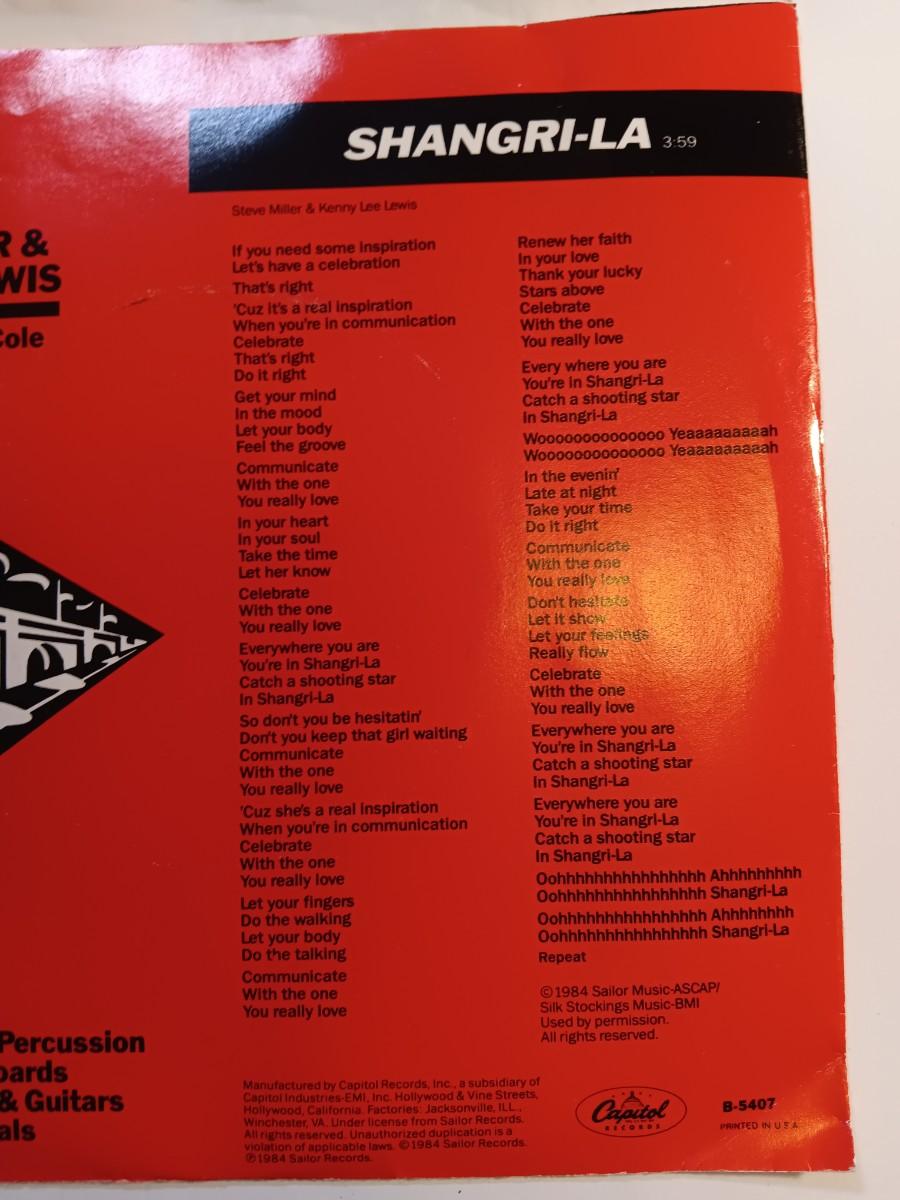 SHANGRI-LA 3:59
Steve Miller & Kenny Lee Lewis
R &
WIS
Cole
If you need some inspiration
Let's have a celebration
That's right
'Cuz it's a real inspiration
When you're in communication
Celebrate
That's right
Do it right
Get your mind
In the mood
Let your body
Feel the groove
Communicate
With the one
You really love
In your heart
In your soul
Take the time
Let her know
Celebrate
With the one
You really love
Everywhere you are
You're in Shangri-La
Catch a shooting star
In Shangri-La
So don't you be hesitatin'
Don't you keep that girl waiting
Communicate
With the one
You really love
'Cuz she's a real inspiration
When you're in communication
Celebrate
With the one
You really love
Let your fingers
Do the walking
Let your body
Do the talking
Communicate
With the one
You really love
Renew her faith
In your love
Thank your lucky
Stars above
Celebrate
With the one
You really love
Every where you are
You're in Shangri-La
Catch a shooting star
In Shangri-La
Woooooooooooooo Yeaaaaaaaaah
Woooooooooooooo Yeaaaaaaaaah
In the evenin'
Late at night
Take your time
Do it right
Communicate
With the one
You really love
Don't hesitate
Let it show
Let your feelings
Really flow
Celebrate
With the one
You really love
Everywhere you are
You're in Shangri-La
Catch a shooting star
In Shangri-La
Everywhere you are
You're in Shangri-La
Catch a shooting star
In Shangri-La
Oohhhhhhhhhhhhhhhh Ahhhhhhhhh
Oohhhhhhhhhhhhhhhh Shangri-La
Oohhhhhhhhhhhhhhhh Ahhhhhhhh
Oohhhhhhhhhhhhhhhh Shangri-La
Repeat
©1984 Sailor Music-ASCAP/
Silk Stockings Music-BMI
Used by permission.
All rights reserved.
Percussion
oards
& Guitars
als
Manufactured by Capitol Records, Inc., a subsidiary of
Capitol Industries-EMI, Inc. Hollywood & Vine Streets,
Hollywood, California. Factories: Jacksonville, ILL.,
Winchester, VA. Under license from Sailor Records.
All rights reserved. Unauthorized duplication is a
violation of applicable laws. ©1984 Sailor Records.
℗1984 Sailor Records.
Capitol
RECORDS
B-5407
PRINTED IN U S A